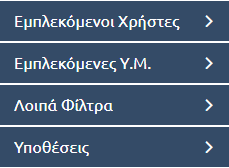 Εμπλεκόμενοι Χρήστες
Εμπλεκόμενες Υ.Μ.
Λοιπά Φίλτρα
Υποθέσεις